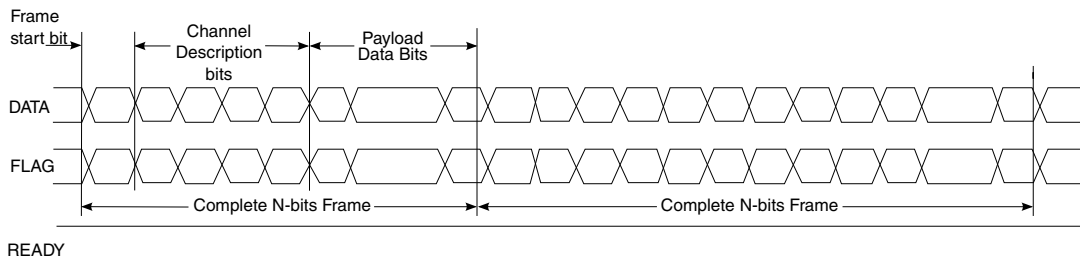 Frame
start bit
Channel
Description
bits
Payload
Data Bits
DATA
FLAG
Complete N-bits Frame
Complete N-bits Frame
READY